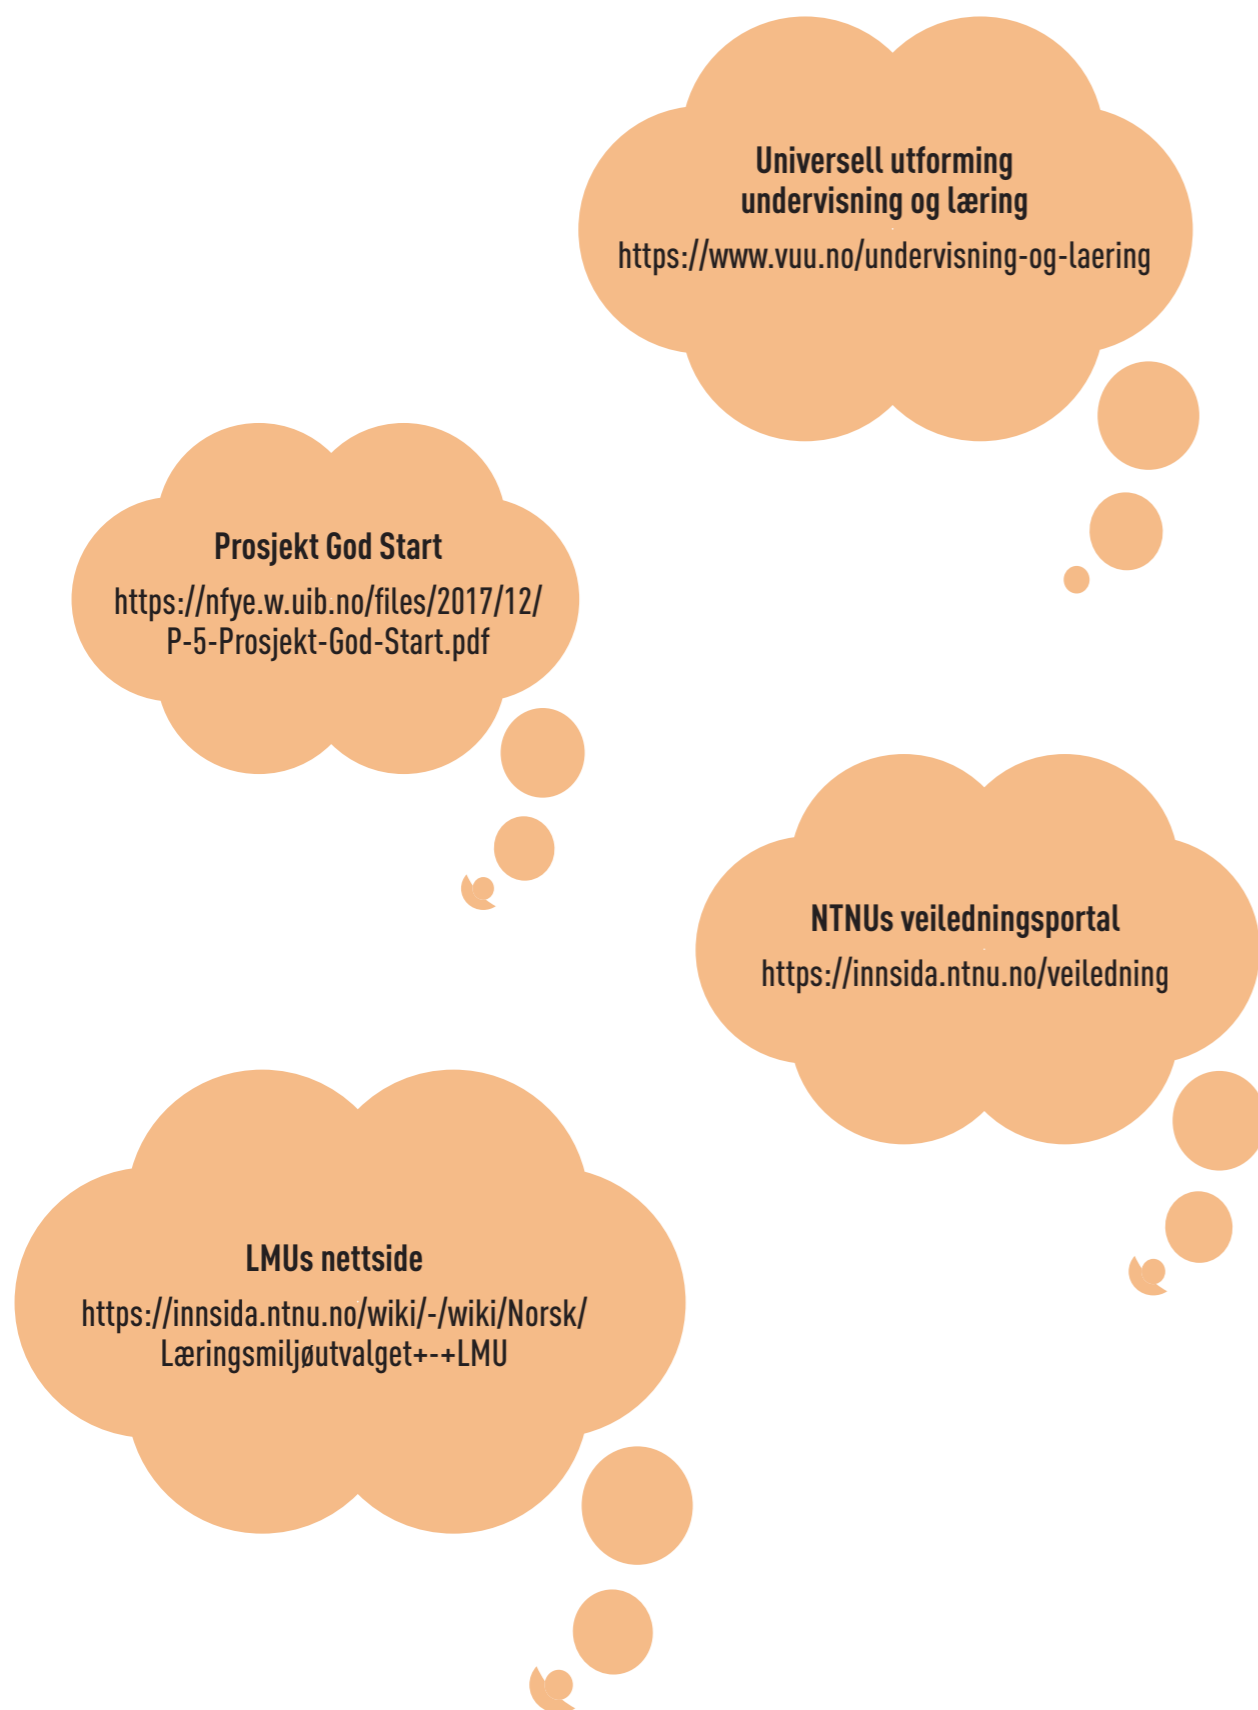 Universell utforming
undervisning og læring
https://www.vuu.no/undervisning-og-laering
Prosjekt God Start
https://nfye.w.uib.no/files/2017/12/
P-5-Prosjekt-God-Start.pdf
NTNUs veiledningsportal
https://innsida.ntnu.no/veiledning
LMUs nettside
https://innsida.ntnu.no/wiki/-/wiki/Norsk/
Læringsmiljøutvalget+-+LMU